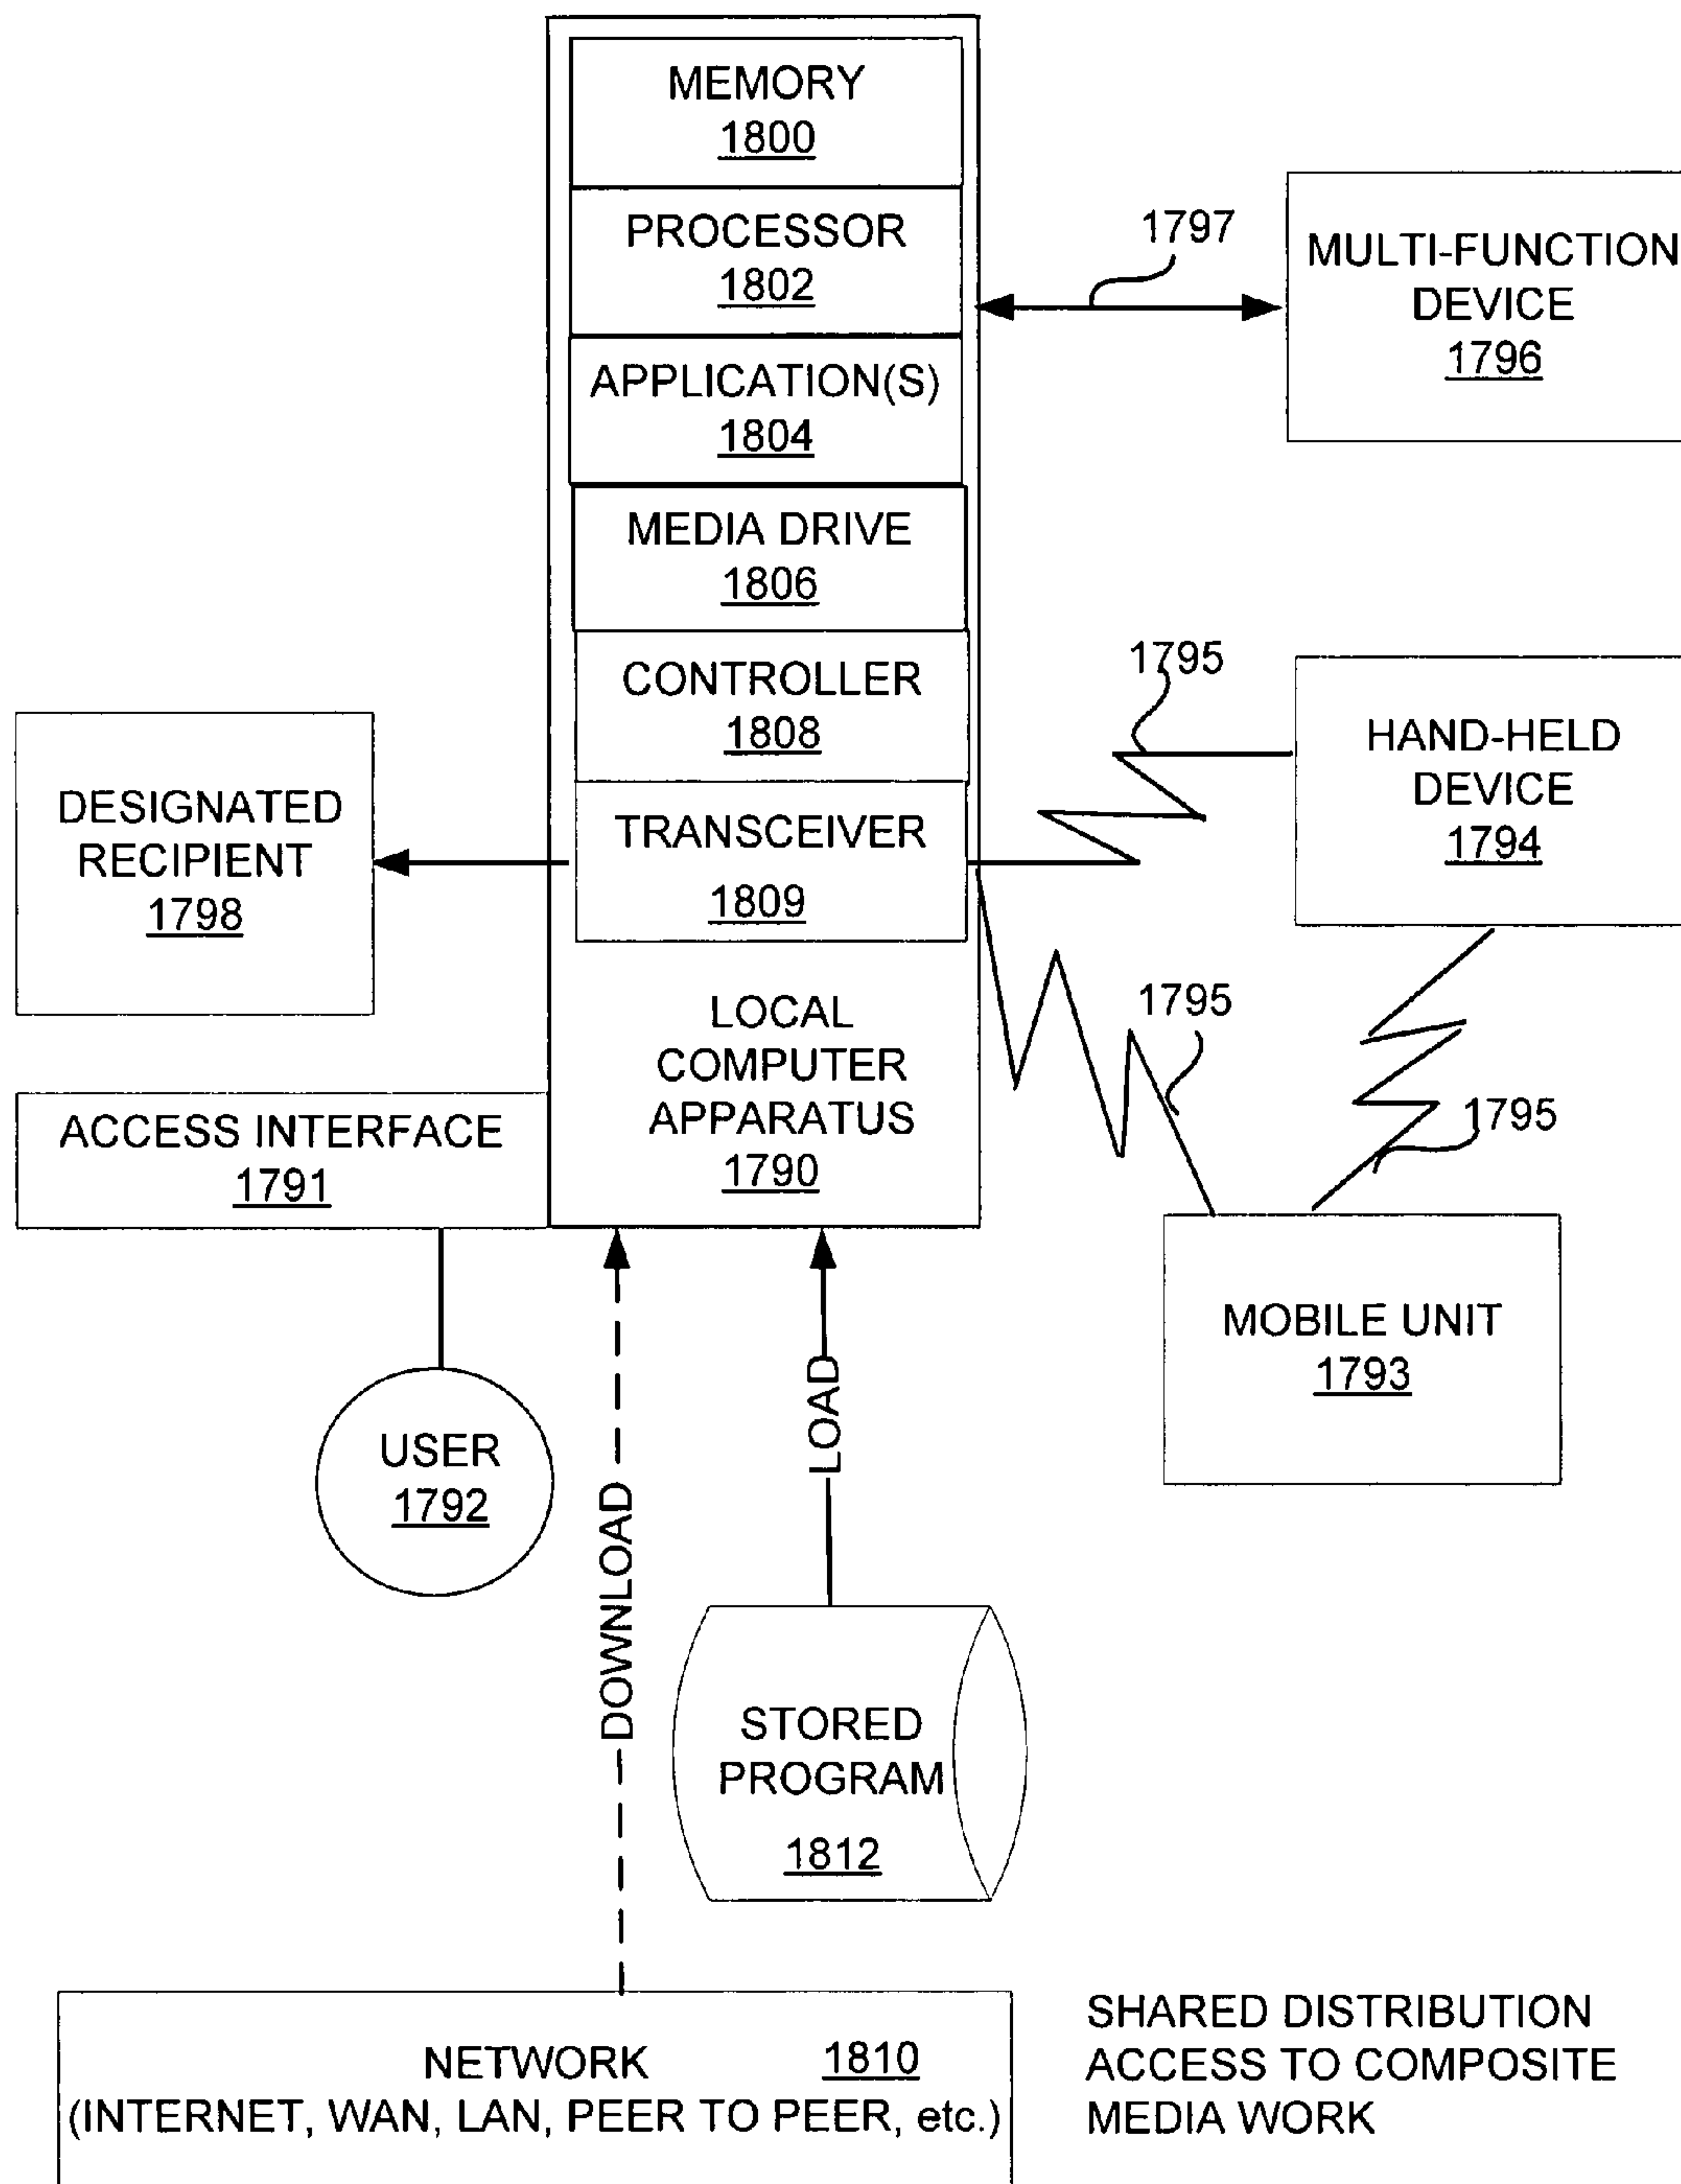 MEMORY
1800
PROCESSOR
1802
APPLICATION(S)
1804
MEDIA DRIVE
1806
CONTROLLER
1808
TRANSCEIVER
1809
LOCAL
COMPUTER
APPARATUS
1790
1797
MULTI-FUNCTION
DEVICE
1796
1795
HAND-HELD
DEVICE
1794
DESIGNATED
RECIPIENT
1798
1795
1795
ACCESS INTERFACE
1791
MOBILE UNIT
1793
USER
1792
DOWNLOAD
LOAD
STORED
PROGRAM
1812
NETWORK 1810
(INTERNET, WAN, LAN, PEER TO PEER, etc.)
SHARED DISTRIBUTION
ACCESS TO COMPOSITE
MEDIA WORK